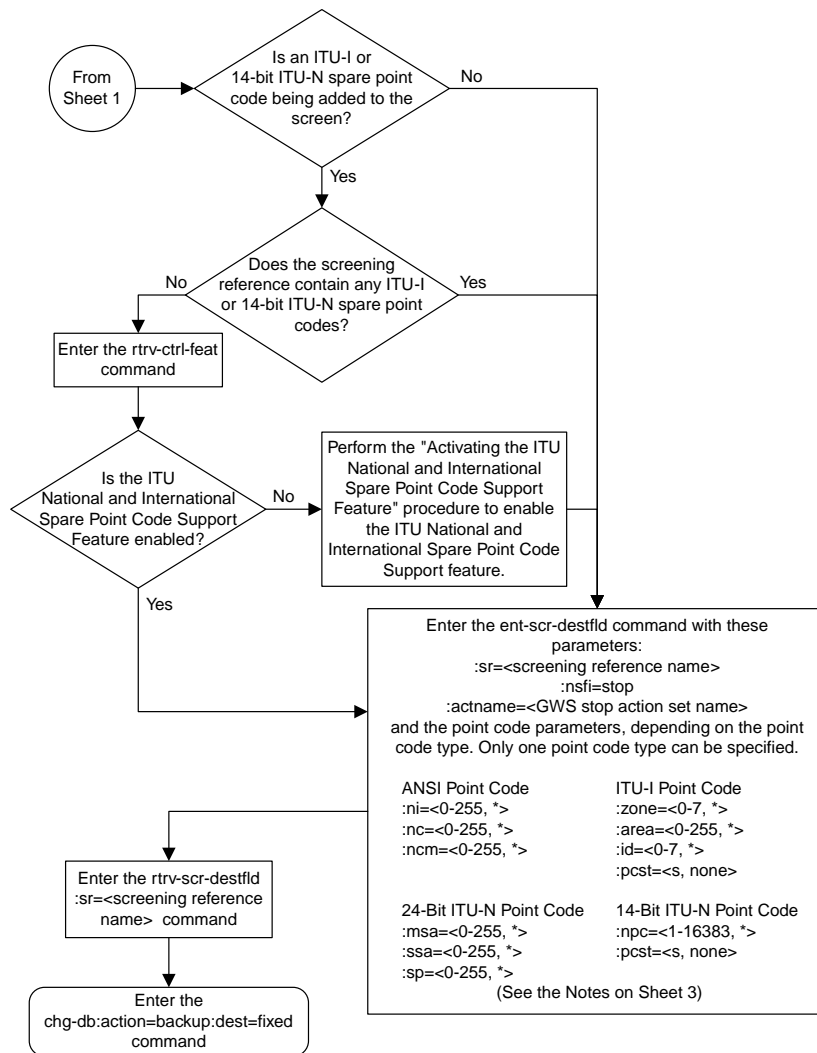 From
Sheet 1
Is an ITU-I or
14-bit ITU-N spare point
code being added to the
screen?
No
Yes
Does the screening
reference contain any ITU-I
or 14-bit ITU-N spare point
codes?
No
Yes
Enter the rtrv-ctrl-feat
command
Is the ITU
National and International
Spare Point Code Support
Feature enabled?
No
Yes
Perform the "Activating the ITU
National and International
Spare Point Code Support
Feature" procedure to enable
the ITU National and
International Spare Point Code
Support feature.
Enter the ent-scr-destfld command with these
parameters:
:sr=<screening reference name>
:nsfi=stop
:actname=<GWS stop action set name>
and the point code parameters, depending on the point
code type. Only one point code type can be specified.
ANSI Point Code
:ni=<0-255, *>
:nc=<0-255, *>
:ncm=<0-255, *>
ITU-I Point Code
:zone=<0-7, *>
:area=<0-255, *>
:id=<0-7, *>
:pcst=<s, none>
24-Bit ITU-N Point Code
:msa=<0-255, *>
:ssa=<0-255, *>
:sp=<0-255, *>
14-Bit ITU-N Point Code
:npc=<1-16383, *>
:pcst=<s, none>
(See the Notes on Sheet 3)
Enter the rtrv-scr-destfld
:sr=<screening reference
name> command
Enter the
chg-db:action=backup:dest=fixed
command